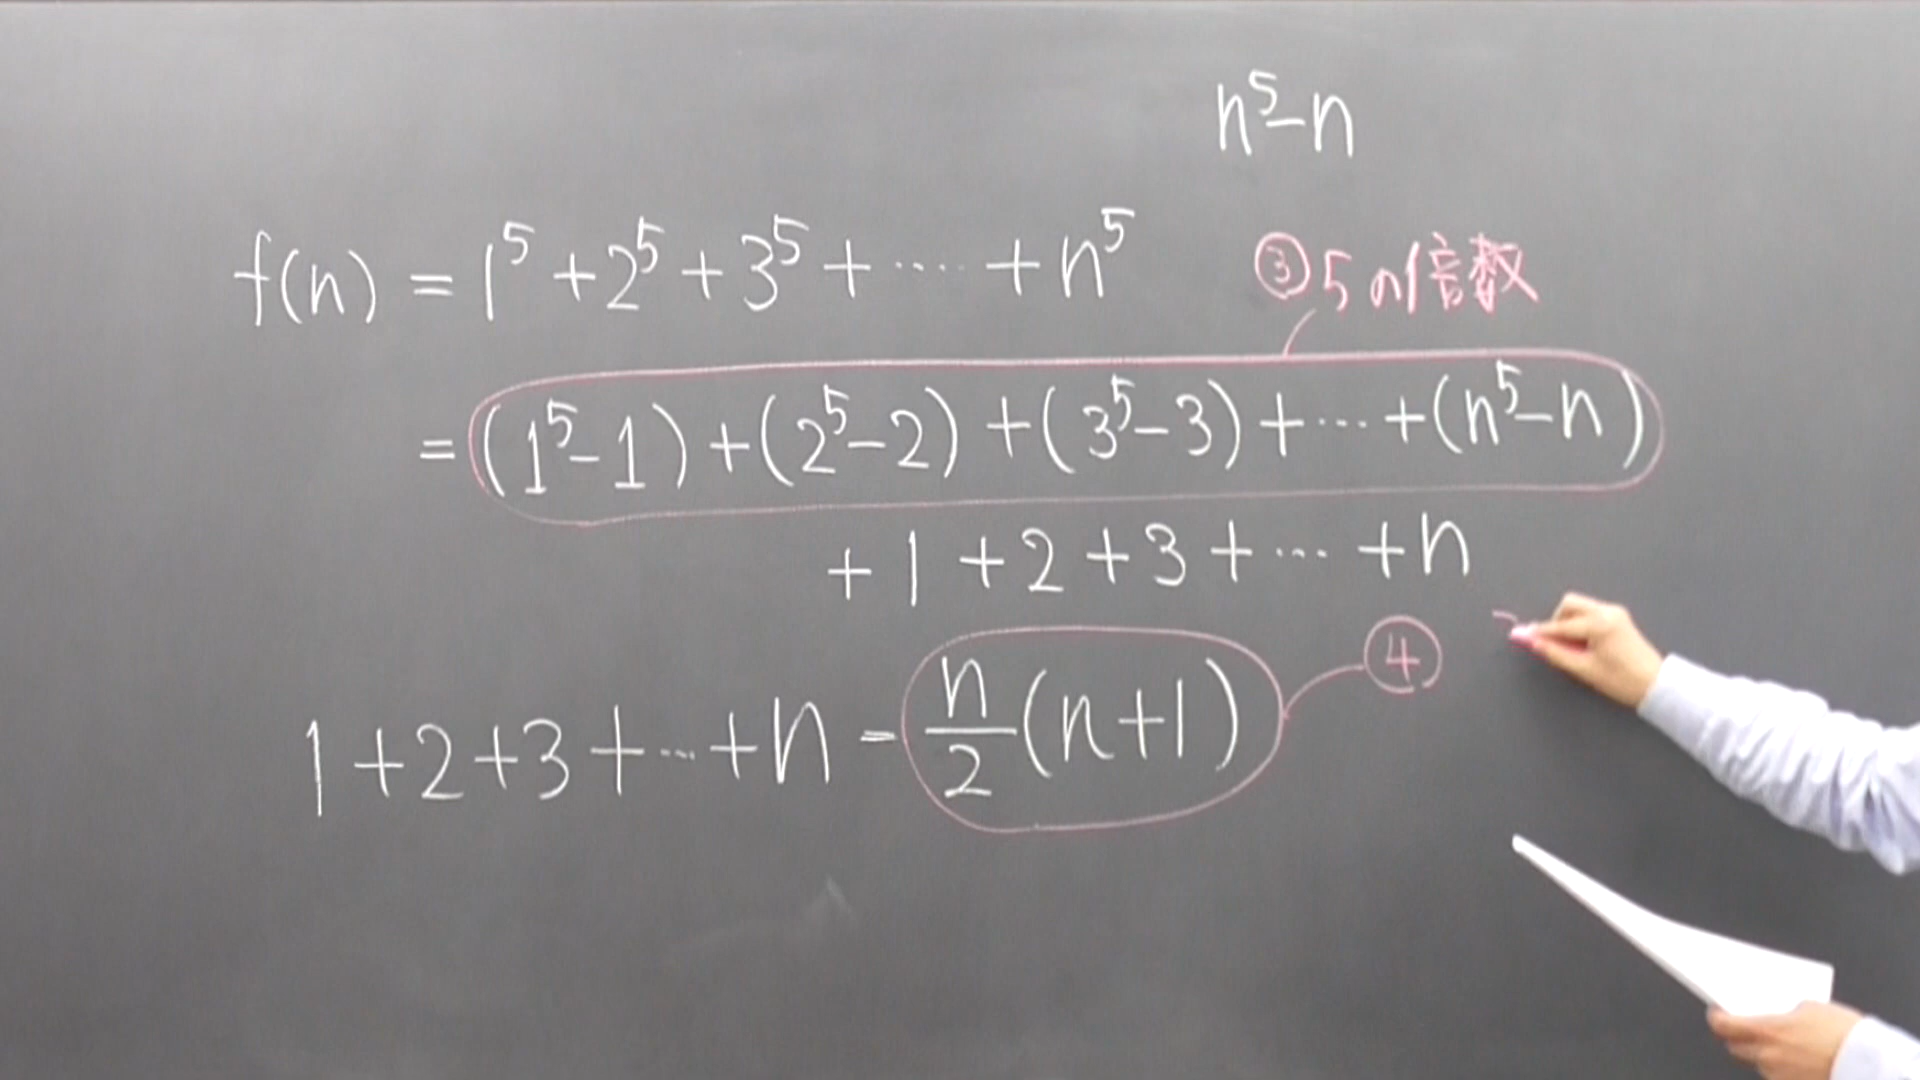 n⁵-n
f(n) = 1⁵+2⁵+3⁵+‥‥+n⁵
③5の倍数
=(1⁵-1)+(2⁵-2)+(3⁵-3)+…+(n⁵-n)
+1+2+3+…+n
1+2+3+…+n = n/2(n+1)
④